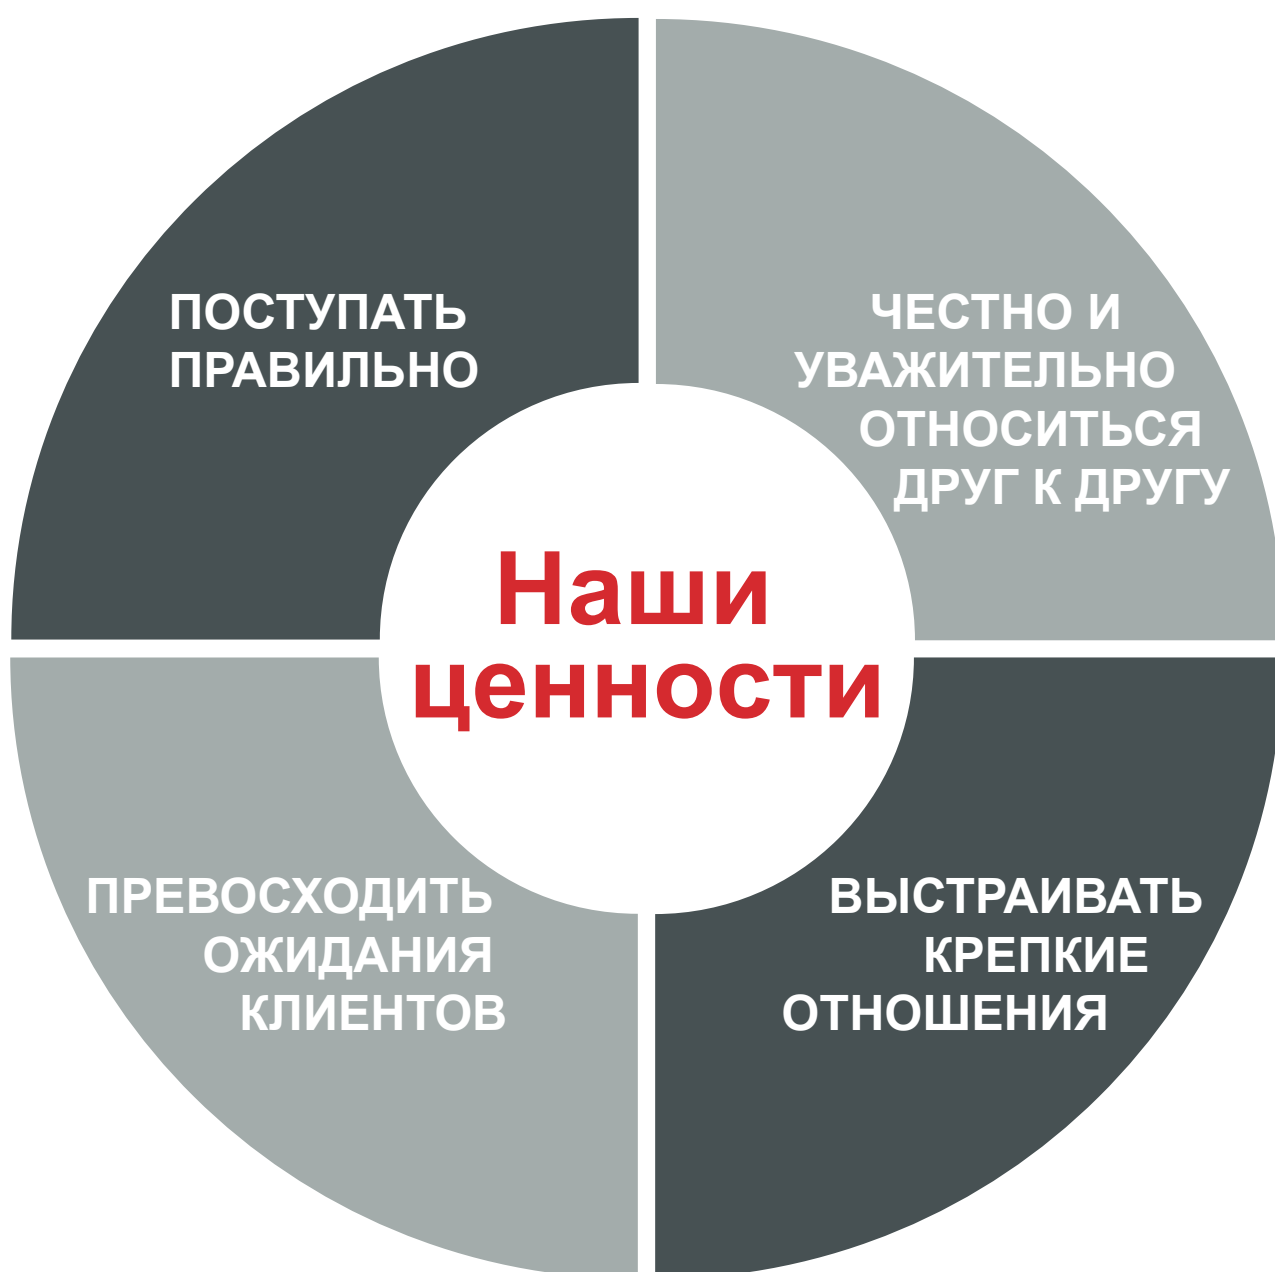 ПОСТУПАТЬ
ПРАВИЛЬНО
ЧЕСТНО И
УВАЖИТЕЛЬНО
ОТНОСИТЬСЯ
ДРУГ К ДРУГУ
Наши
ценности
ПРЕВОСХОДИТЬ
ОЖИДАНИЯ
КЛИЕНТОВ
ВЫСТРАИВАТЬ
КРЕПКИЕ
ОТНОШЕНИЯ